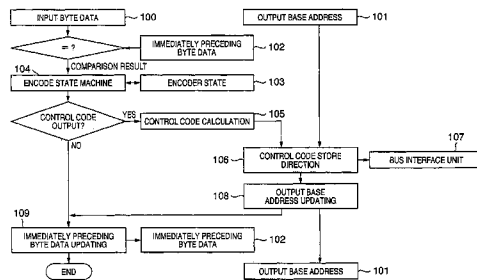 INPUT BYTE DATA
100
OUTPUT BASE ADDRESS
101
= ?
IMMEDIATELY PRECEDING
BYTE DATA
102
COMPARISON RESULT
104
ENCODE STATE MACHINE
ENCODER STATE
103
CONTROL CODE
OUTPUT?
YES
CONTROL CODE CALCULATION
105
NO
106
CONTROL CODE STORE
DIRECTION
107
BUS INTERFACE UNIT
108
OUTPUT BASE
ADDRESS UPDATING
109
IMMEDIATELY PRECEDING
BYTE DATA UPDATING
IMMEDIATELY PRECEDING
BYTE DATA
102
END
OUTPUT BASE ADDRESS
101